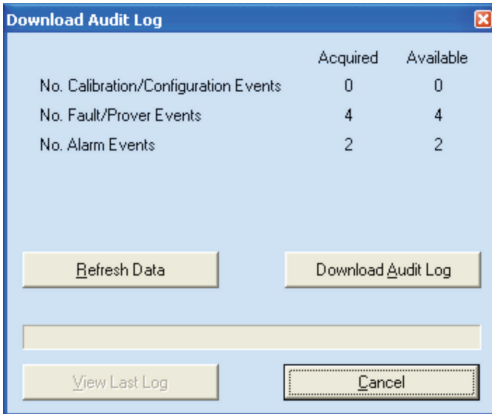 Download Audit Log
Acquired Available
No. Calibration/Configuration Events 0 0
No. Fault/Prover Events 4 4
No. Alarm Events 2 2
Refresh Data Download Audit Log
View Last Log Cancel